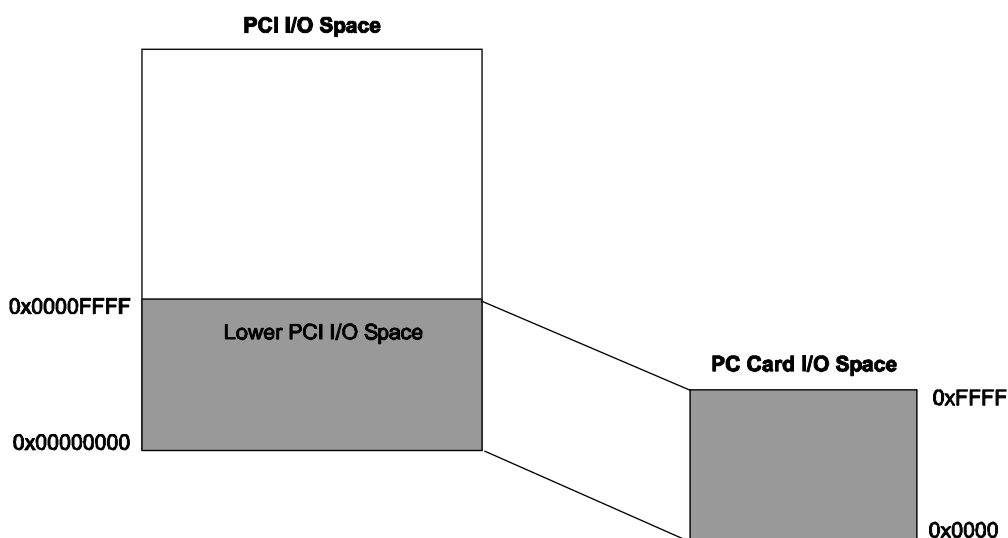 PCI I/O Space
0x0000FFFF
Lower PCI I/O Space
0x00000000
PC Card I/O Space
0xFFFF
0x0000